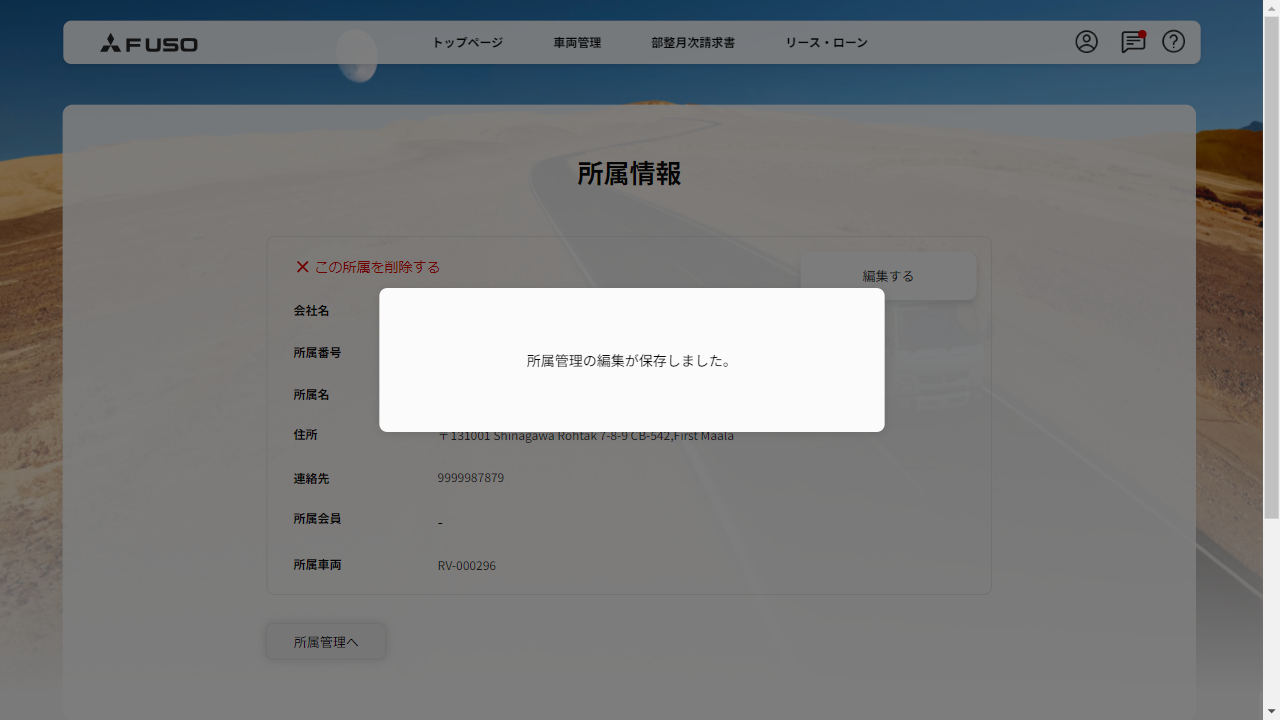 FUSO
トップページ
車両管理
部整月次請求書
リース・ローン
所属情報
この所属を削除する
編集する
会社名
所属管理の編集が保存しました。
所属番号
所属名
住所
〒131001 Shinagawa Rohtak 7-8-9 CB-542,First Maala
連絡先
9999987879
所属会員
-
所属車両
RV-000296
所属管理へ